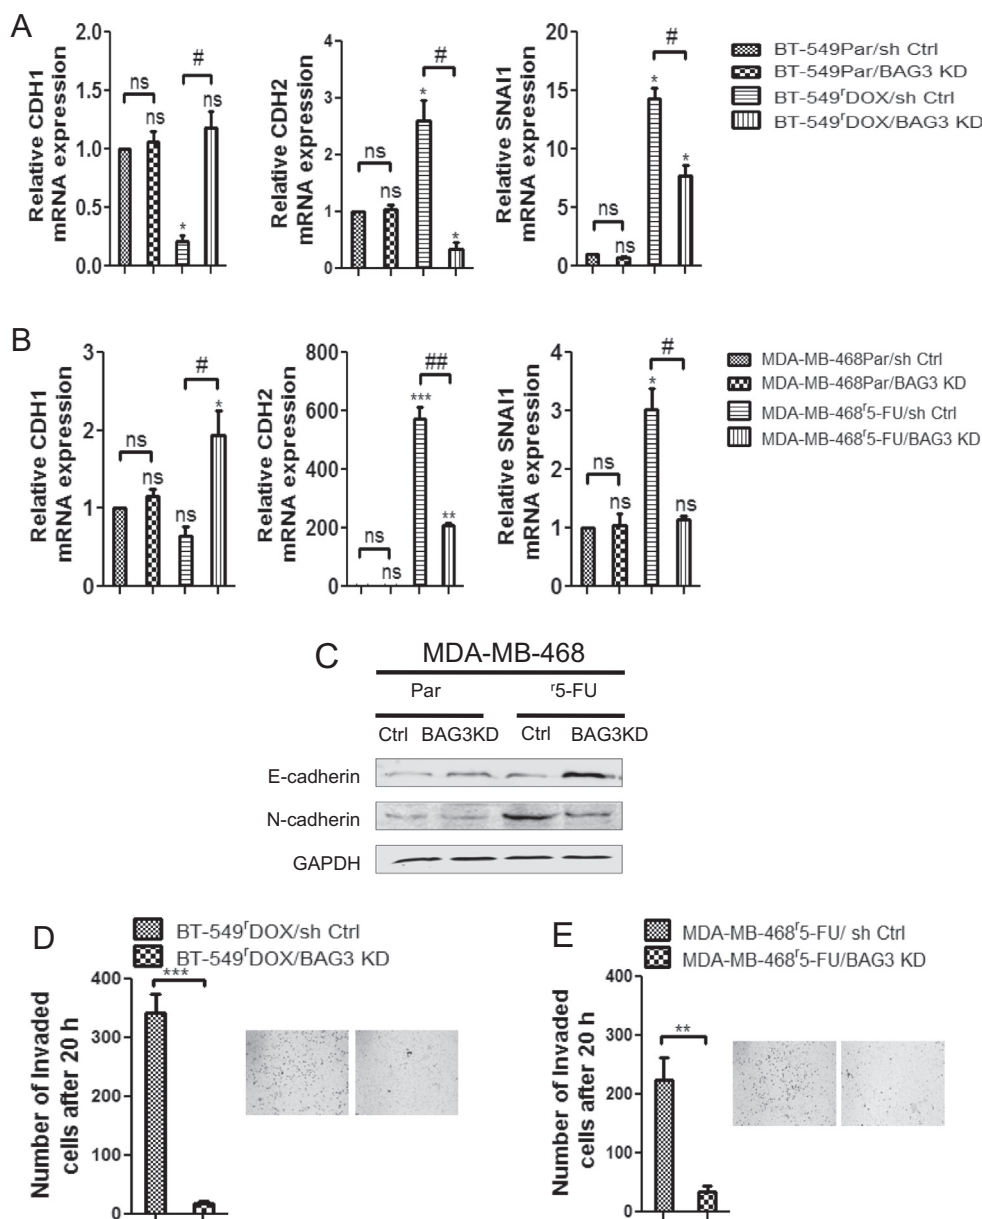 A
Relative CDH1
mRNA expression
2.0
1.5
1.0
0.5
0.0
ns
ns
*
#
ns
Relative CDH2
mRNA expression
6
4
2
1
0
ns
ns
*
#
*
Relative SNAI1
mRNA expression
20
15
10
5
0
ns
ns
*
#
*
BT-549Par/sh Ctrl
BT-549Par/BAG3 KD
BT-549rDOX/sh Ctrl
BT-549rDOX/BAG3 KD
B
Relative CDH1
mRNA expression
3
2
1
0
ns
ns
ns
#
*
Relative CDH2
mRNA expression
800
600
400
200
0
ns
ns
***
##
**
Relative SNAI1
mRNA expression
4
3
2
1
0
ns
ns
*
#
ns
MDA-MB-468Par/sh Ctrl
MDA-MB-468Par/BAG3 KD
MDA-MB-468r5-FU/sh Ctrl
MDA-MB-468r5-FU/BAG3 KD
C
MDA-MB-468
Par r5-FU
Ctrl BAG3KD Ctrl BAG3KD
E-cadherin
N-cadherin
GAPDH
D
BT-549rDOX/sh Ctrl
BT-549rDOX/BAG3 KD
Number of Invaded
cells after 20 h
400
300
200
100
0
***
E
MDA-MB-468r5-FU/ sh Ctrl
MDA-MB-468r5-FU/BAG3 KD
Number of Invaded
cells after 20 h
400
300
200
100
0
**